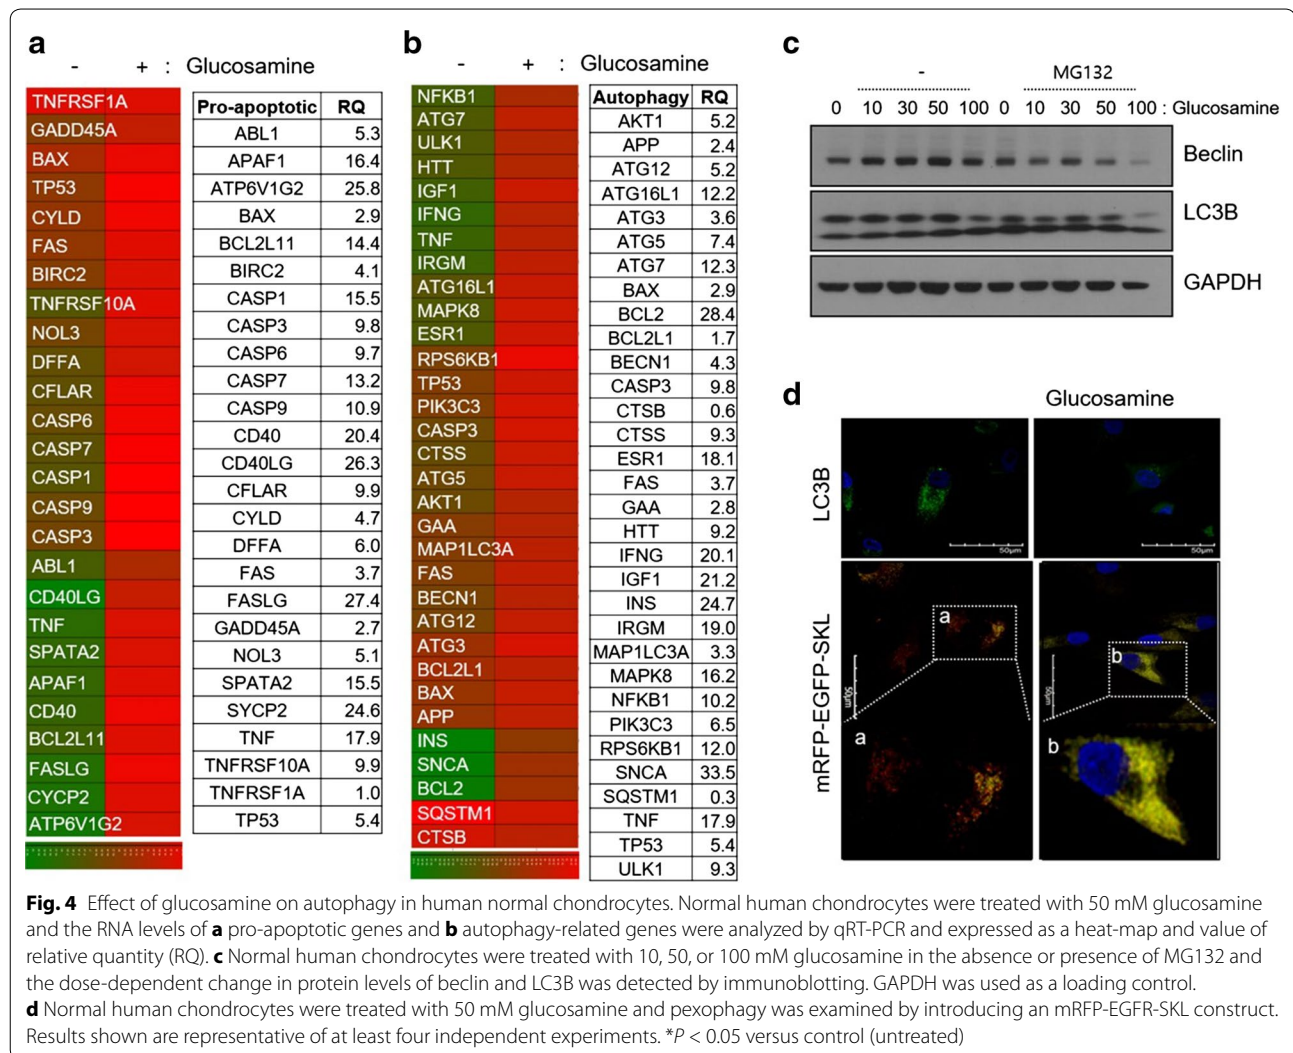 a
- + : Glucosamine
TNFRSF1A
GADD45A
BAX
TP53
CYLD
FAS
BIRC2
TNFRSF10A
NOL3
DFFA
CFLAR
CASP6
CASP7
CASP1
CASP9
CASP3
ABL1
CD40LG
TNF
SPATA2
APAF1
CD40
BCL2L11
FASLG
CYCP2
ATP6V1G2
Pro-apoptotic RQ
ABL1 5.3
APAF1 16.4
ATP6V1G2 25.8
BAX 2.9
BCL2L11 14.4
BIRC2 4.1
CASP1 15.5
CASP3 9.8
CASP6 9.7
CASP7 13.2
CASP9 10.9
CD40 20.4
CD40LG 26.3
CFLAR 9.9
CYLD 4.7
DFFA 6.0
FAS 3.7
FASLG 27.4
GADD45A 2.7
NOL3 5.1
SPATA2 15.5
SYCP2 24.6
TNF 17.9
TNFRSF10A 9.9
TNFRSF1A 1.0
TP53 5.4
b
- + : Glucosamine
NFKB1
ATG7
ULK1
HTT
IGF1
IFNG
TNF
IRGM
ATG16L1
MAPK8
ESR1
RPS6KB1
TP53
PIK3C3
CASP3
CTSS
ATG5
AKT1
GAA
MAP1LC3A
FAS
BECN1
ATG12
ATG3
BCL2L1
BAX
APP
INS
SNCA
BCL2
SQSTM1
CTSB
Autophagy RQ
AKT1 5.2
APP 2.4
ATG12 5.2
ATG16L1 12.2
ATG3 3.6
ATG5 7.4
ATG7 12.3
BAX 2.9
BCL2 28.4
BCL2L1 1.7
BECN1 4.3
CASP3 9.8
CTSB 0.6
CTSS 9.3
ESR1 18.1
FAS 3.7
GAA 2.8
HTT 9.2
IFNG 20.1
IGF1 21.2
INS 24.7
IRGM 19.0
MAP1LC3A 3.3
MAPK8 16.2
NFKB1 10.2
PIK3C3 6.5
RPS6KB1 12.0
SNCA 33.5
SQSTM1 0.3
TNF 17.9
TP53 5.4
ULK1 9.3
c
- MG132
0 10 30 50 100 0 10 30 50 100 : Glucosamine
Beclin
LC3B
GAPDH
d
Glucosamine
LC3B
50μm
50μm
mRFP-EGFP-SKL
a
50μm
a
b
50μm
b
Fig. 4 Effect of glucosamine on autophagy in human normal chondrocytes. Normal human chondrocytes were treated with 50 mM glucosamine
and the RNA levels of a pro-apoptotic genes and b autophagy-related genes were analyzed by qRT-PCR and expressed as a heat-map and value of
relative quantity (RQ). c Normal human chondrocytes were treated with 10, 50, or 100 mM glucosamine in the absence or presence of MG132 and
the dose-dependent change in protein levels of beclin and LC3B was detected by immunoblotting. GAPDH was used as a loading control.
d Normal human chondrocytes were treated with 50 mM glucosamine and pexophagy was examined by introducing an mRFP-EGFR-SKL construct.
Results shown are representative of at least four independent experiments. *P < 0.05 versus control (untreated)